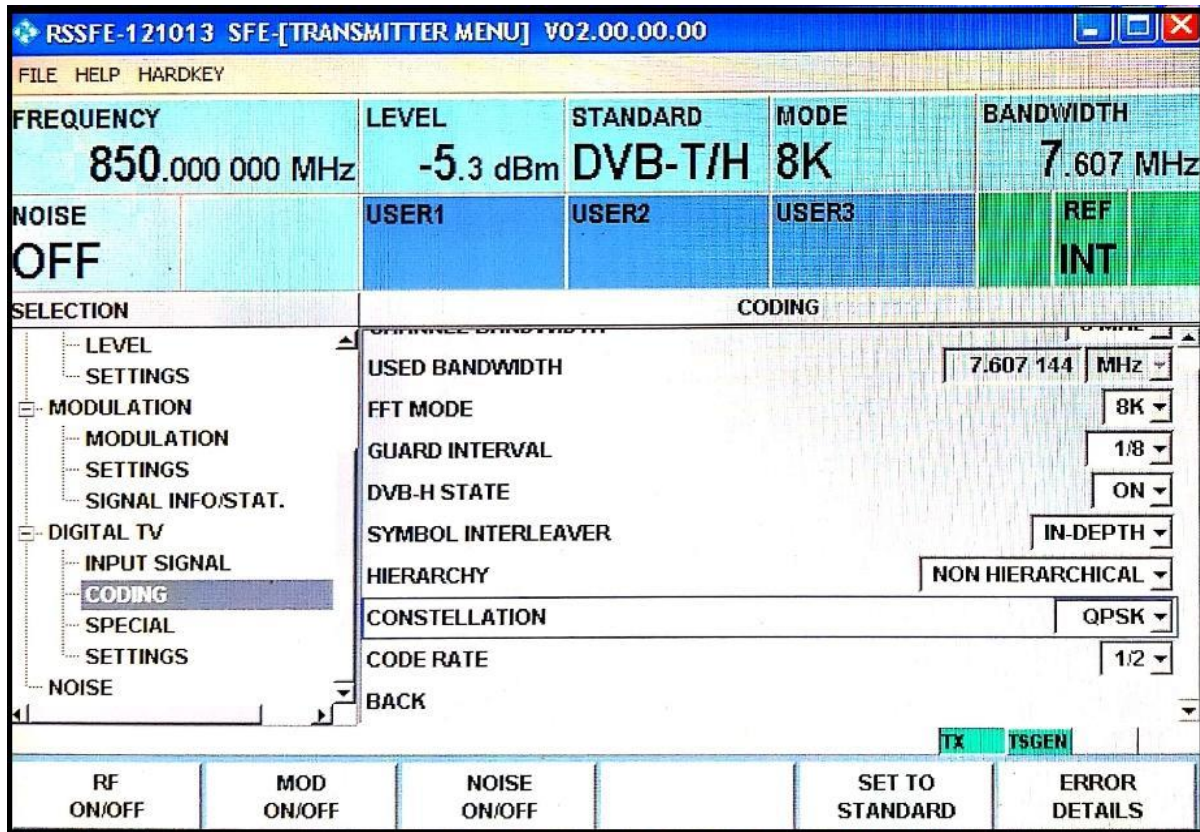 RSSFE-121013 SFE-[TRANSMITTER MENU] V02.00.00.00
FILE HELP HARDKEY
FREQUENCY
850.000 000 MHz
LEVEL
-5.3 dBm
STANDARD
DVB-T/H
MODE
8K
BANDWIDTH
7.607 MHz
NOISE
OFF
USER1
USER2
USER3
REF
INT
SELECTION
LEVEL
SETTINGS
MODULATION
MODULATION
SETTINGS
SIGNAL INFO/STAT.
DIGITAL TV
INPUT SIGNAL
CODING
SPECIAL
SETTINGS
NOISE
CODING
USED BANDWIDTH 7.607 144 MHz
FFT MODE 8K
GUARD INTERVAL 1/8
DVB-H STATE ON
SYMBOL INTERLEAVER IN-DEPTH
HIERARCHY NON HIERARCHICAL
CONSTELLATION QPSK
CODE RATE 1/2
BACK
TX TSGEN
RF
ON/OFF
MOD
ON/OFF
NOISE
ON/OFF
SET TO
STANDARD
ERROR
DETAILS